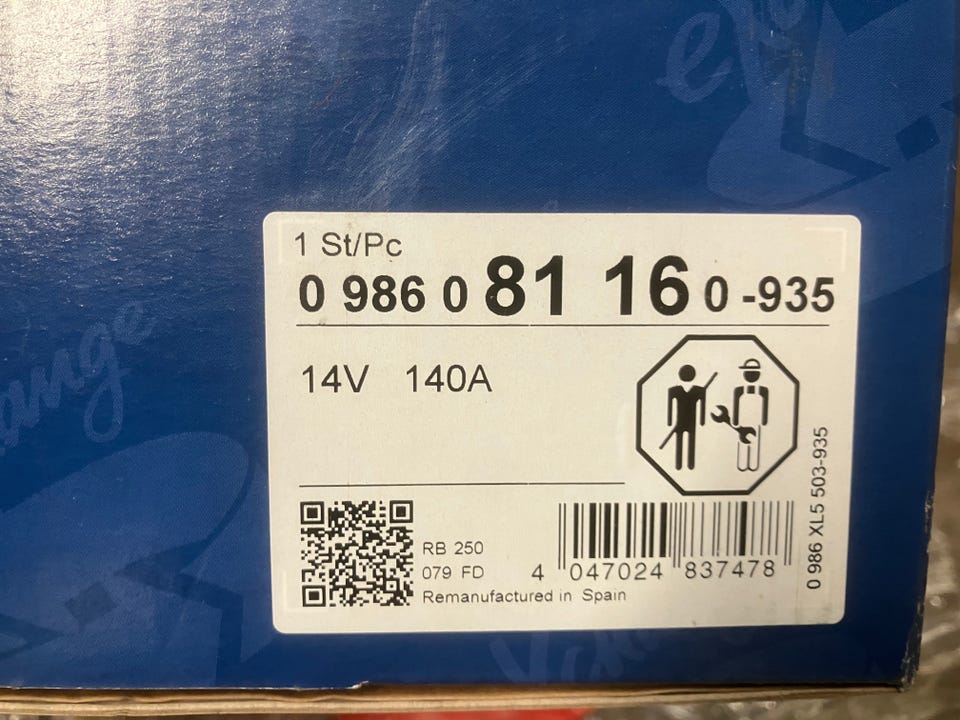 1 St/Pc
0 986 0 81 16 0 -935
14V 140A
RB 250
079 FD
Remanufactured in Spain
4 047024 837478
0 986 XL5 503-935